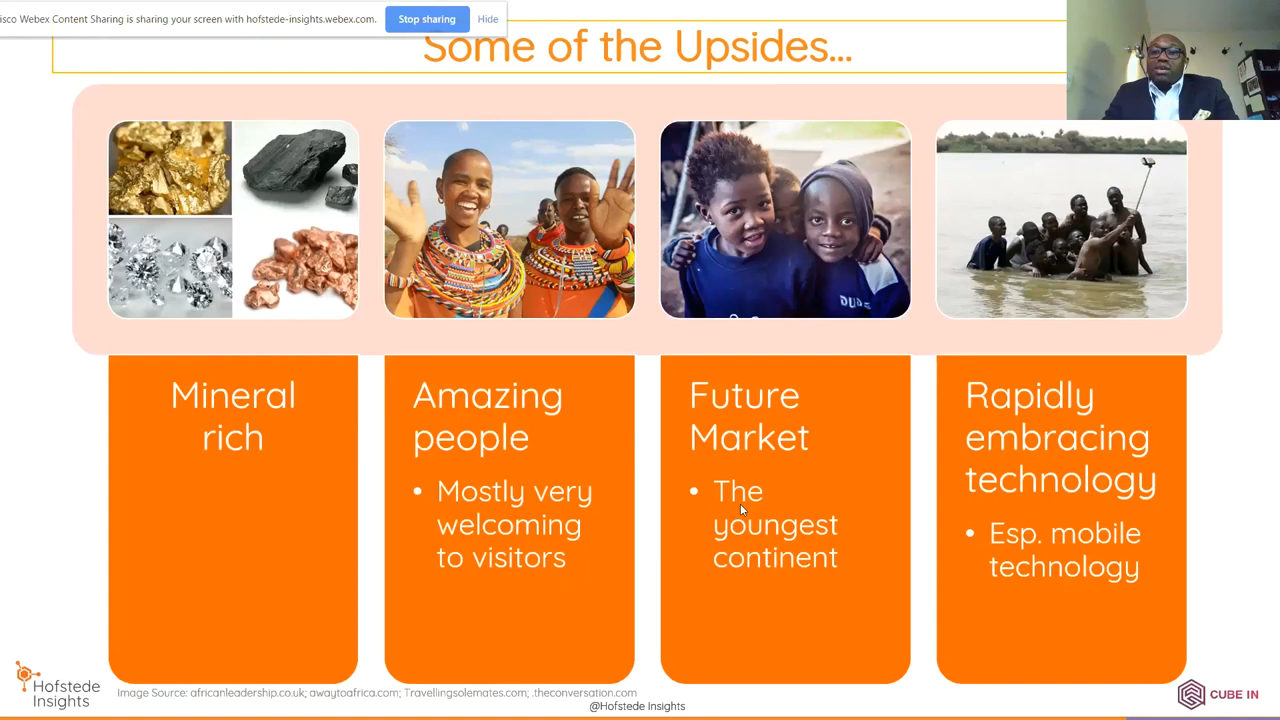 isco Webex Content Sharing is sharing your screen with hofstede-insights.webex.com.
Stop sharing
Hide
Some of the Upsides...
Mineral
rich
Amazing
people
• Mostly very
welcoming
to visitors
Future
Market
• The
youngest
continent
Rapidly
embracing
technology
• Esp. mobile
technology
Hofstede
Insights
Image Source: africanleadership.co.uk; awaytoafrica.com; Travellingsolemates.com; .theconversation.com
@Hofstede Insights
CUBE IN